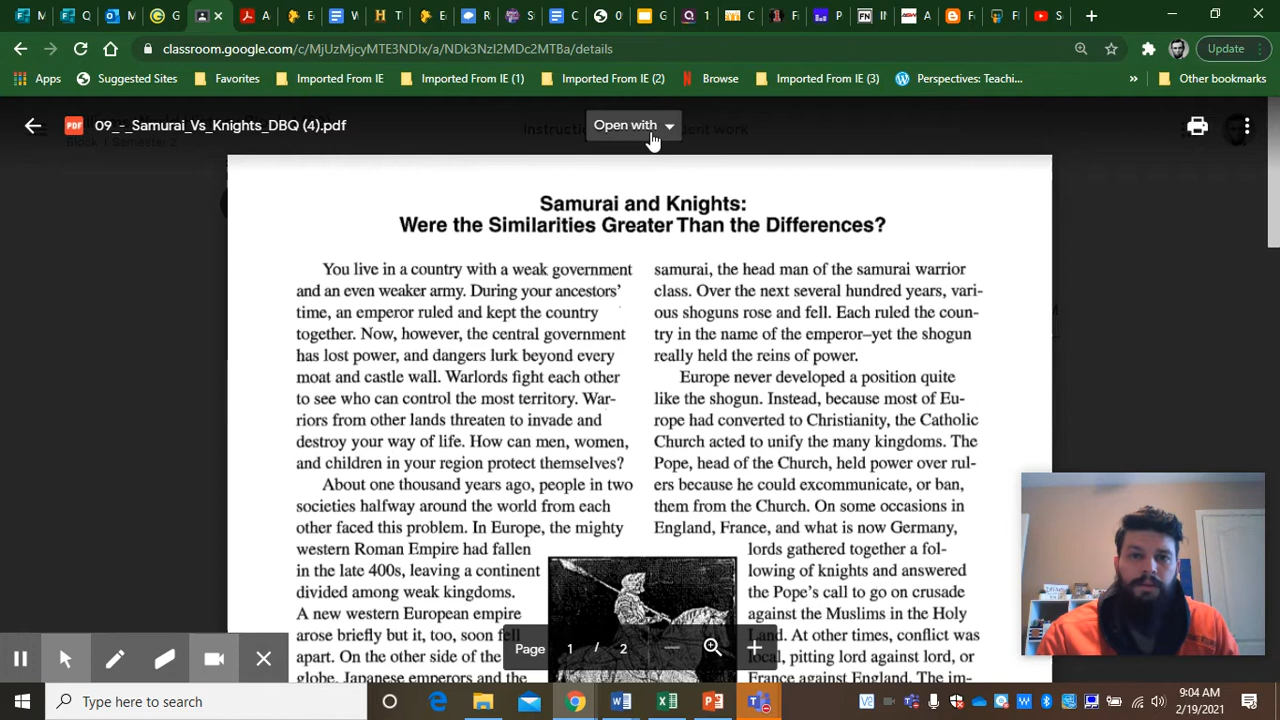 classroom.google.com/c/MjUzMjcyMTE3NDIx/a/NDk3NzI2MDc2MTBa/details
Update
Apps
Suggested Sites
Favorites
Imported From IE
Imported From IE (1)
Imported From IE (2)
Browse
Imported From IE (3)
Perspectives: Teachi...
Other bookmarks
PDF
09_-_Samurai_Vs_Knights_DBQ (4).pdf
Open with
Samurai and Knights:
Were the Similarities Greater Than the Differences?
You live in a country with a weak government
and an even weaker army. During your ancestors'
time, an emperor ruled and kept the country
together. Now, however, the central government
has lost power, and dangers lurk beyond every
moat and castle wall. Warlords fight each other
to see who can control the most territory. War-
riors from other lands threaten to invade and
destroy your way of life. How can men, women,
and children in your region protect themselves?
About one thousand years ago, people in two
societies halfway around the world from each
other faced this problem. In Europe, the mighty
western Roman Empire had fallen
in the late 400s, leaving a continent
divided among weak kingdoms.
A new western European empire
arose briefly but it, too, soon fell
apart. On the other side of the
globe, Japanese emperors and the
samurai, the head man of the samurai warrior
class. Over the next several hundred years, vari-
ous shoguns rose and fell. Each ruled the coun-
try in the name of the emperor–yet the shogun
really held the reins of power.
Europe never developed a position quite
like the shogun. Instead, because most of Eu-
rope had converted to Christianity, the Catholic
Church acted to unify the many kingdoms. The
Pope, head of the Church, held power over rul-
ers because he could excommunicate, or ban,
them from the Church. On some occasions in
England, France, and what is now Germany,
lords gathered together a fol-
lowing of knights and answered
the Pope's call to go on crusade
against the Muslims in the Holy
Land. At other times, conflict was
local, pitting lord against lord, or
France against England. The im-
Page 1 / 2
Type here to search
9:04 AM
2/19/2021